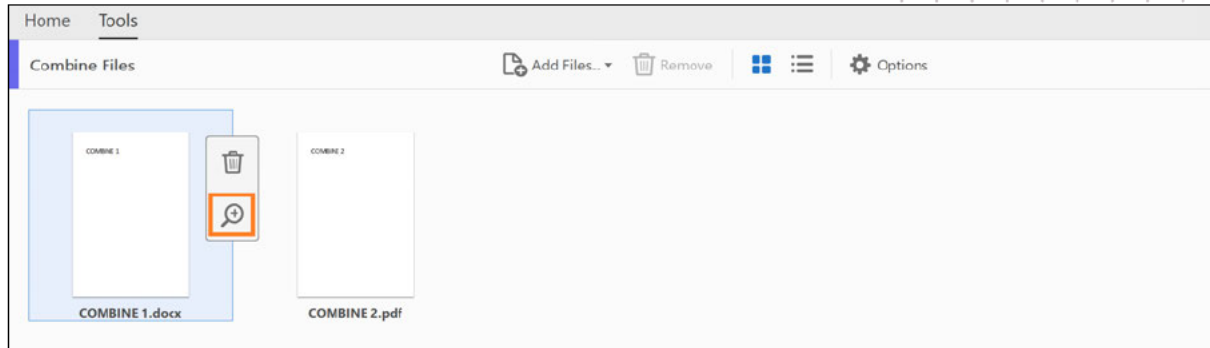 Home Tools
Combine Files Add Files... Remove Options
COMBINE 1 COMBINE 2
COMBINE 1.docx COMBINE 2.pdf